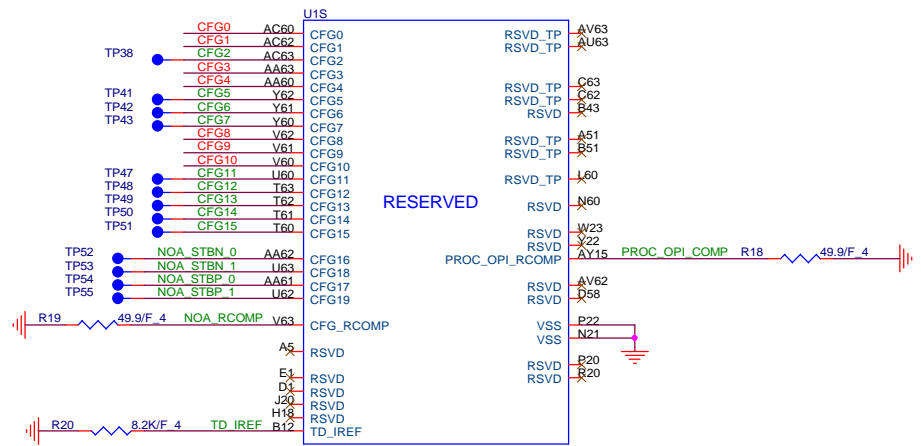 U1S
CFG0 AC60 CFG0 RSVD_TP AV63
CFG1 AC62 CFG1 RSVD_TP AU63
TP38 CFG2 AC63 CFG2
CFG3 AA63 CFG3
CFG4 AA60 CFG4 RSVD_TP C63
TP41 CFG5 Y62 CFG5 RSVD_TP C62
TP42 CFG6 Y61 CFG6 RSVD B43
TP43 CFG7 Y60 CFG7
CFG8 V62 CFG8 RSVD_TP A51
CFG9 V61 CFG9 RSVD_TP B51
CFG10 V60 CFG10
TP47 CFG11 U60 CFG11 RSVD_TP L60
TP48 CFG12 T63 CFG12
RESERVED
TP49 CFG13 T62 CFG13 RSVD N60
TP50 CFG14 T61 CFG14
TP51 CFG15 T60 CFG15 RSVD W23
RSVD Y22
TP52 NOA_STBN_0 AA62 CFG16 PROC_OPI_RCOMP AY15 PROC_OPI_COMP R18 49.9/F_4
TP53 NOA_STBN_1 U63 CFG18
TP54 NOA_STBP_0 AA61 CFG17 RSVD AV62
TP55 NOA_STBP_1 U62 CFG19 RSVD D58
R19 49.9/F_4 NOA_RCOMP V63 CFG_RCOMP VSS P22
VSS N21
A5 RSVD
RSVD P20
E1 RSVD RSVD R20
D1 RSVD
J20 RSVD
H18 RSVD
R20 8.2K/F_4 TD_IREF B12 TD_IREF